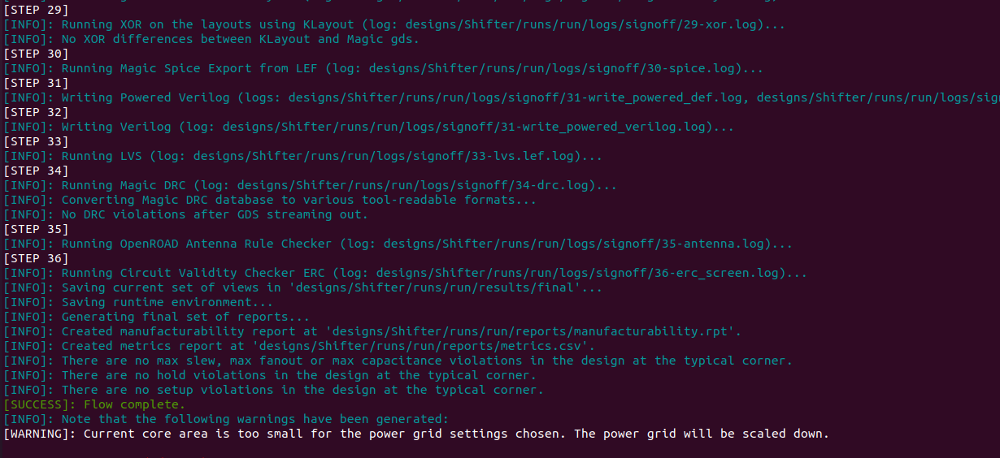 [STEP 29]
[INFO]: Running XOR on the layouts using KLayout (log: designs/Shifter/runs/run/logs/signoff/29-xor.log)...
[INFO]: No XOR differences between KLayout and Magic gds.
[STEP 30]
[INFO]: Running Magic Spice Export from LEF (log: designs/Shifter/runs/run/logs/signoff/30-spice.log)...
[STEP 31]
[INFO]: Writing Powered Verilog (logs: designs/Shifter/runs/run/logs/signoff/31-write_powered_def.log, designs/Shifter/runs/run/logs/sig
[STEP 32]
[INFO]: Writing Verilog (log: designs/Shifter/runs/run/logs/signoff/31-write_powered_verilog.log)...
[STEP 33]
[INFO]: Running LVS (log: designs/Shifter/runs/run/logs/signoff/33-lvs.lef.log)...
[STEP 34]
[INFO]: Running Magic DRC (log: designs/Shifter/runs/run/logs/signoff/34-drc.log)...
[INFO]: Converting Magic DRC database to various tool-readable formats...
[INFO]: No DRC violations after GDS streaming out.
[STEP 35]
[INFO]: Running OpenROAD Antenna Rule Checker (log: designs/Shifter/runs/run/logs/signoff/35-antenna.log)...
[STEP 36]
[INFO]: Running Circuit Validity Checker ERC (log: designs/Shifter/runs/run/logs/signoff/36-erc_screen.log)...
[INFO]: Saving current set of views in 'designs/Shifter/runs/run/results/final'...
[INFO]: Saving runtime environment...
[INFO]: Generating final set of reports...
[INFO]: Created manufacturability report at 'designs/Shifter/runs/run/reports/manufacturability.rpt'.
[INFO]: Created metrics report at 'designs/Shifter/runs/run/reports/metrics.csv'.
[INFO]: There are no max slew, max fanout or max capacitance violations in the design at the typical corner.
[INFO]: There are no hold violations in the design at the typical corner.
[INFO]: There are no setup violations in the design at the typical corner.
[SUCCESS]: Flow complete.
[INFO]: Note that the following warnings have been generated:
[WARNING]: Current core area is too small for the power grid settings chosen. The power grid will be scaled down.